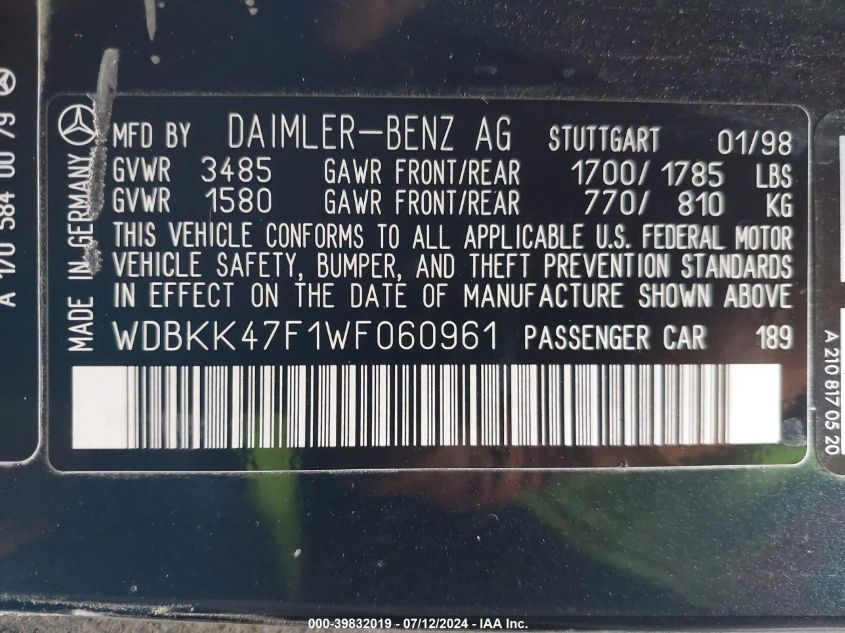 A 170 584 00 79
MADE IN GERMANY
MFD BY DAIMLER-BENZ AG STUTTGART 01/98
GVWR 3485 GAWR FRONT/REAR 1700/ 1785 LBS
GVWR 1580 GAWR FRONT/REAR 770/ 810 KG
THIS VEHICLE CONFORMS TO ALL APPLICABLE U.S. FEDERAL MOTOR
VEHICLE SAFETY, BUMPER, AND THEFT PREVENTION STANDARDS
IN EFFECT ON THE DATE OF MANUFACTURE SHOWN ABOVE
WDBKK47F1WF060961 PASSENGER CAR 189
A 210 817 05 20
000-39832019 - 07/12/2024 - IAA Inc.